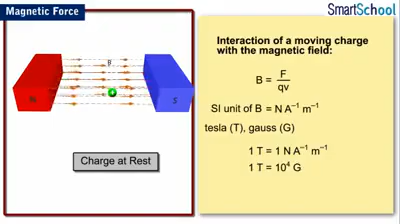 Magnetic Force
SmartSchool
B
N
S
Charge at Rest
Interaction of a moving charge
with the magnetic field:
B = F / qv
SI unit of B = N A⁻¹ m⁻¹
tesla (T), gauss (G)
1 T = 1 N A⁻¹ m⁻¹
1 T = 10⁴ G